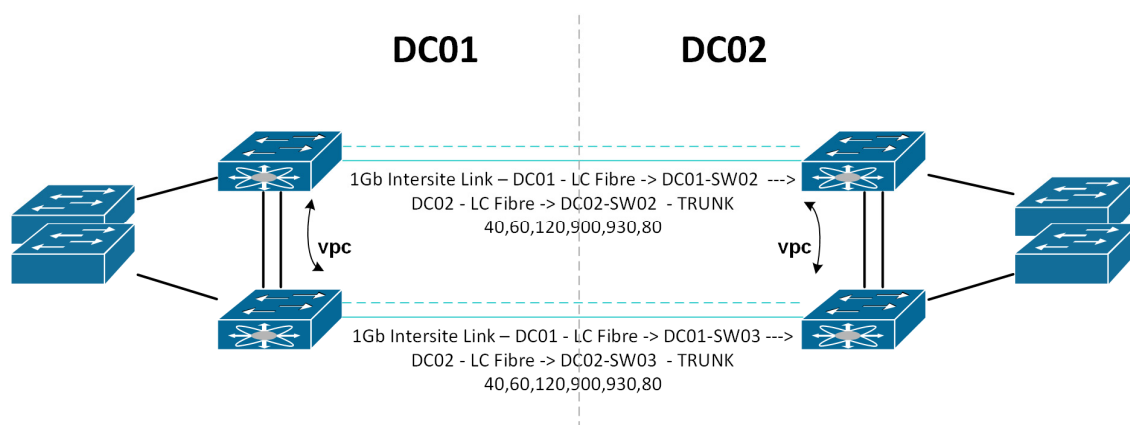 DC01
DC02
1Gb Intersite Link – DC01 - LC Fibre -> DC01-SW02 --->
DC02 - LC Fibre -> DC02-SW02 - TRUNK
40,60,120,900,930,80
vpc
vpc
1Gb Intersite Link – DC01 - LC Fibre -> DC01-SW03 --->
DC02 - LC Fibre -> DC02-SW03 - TRUNK
40,60,120,900,930,80